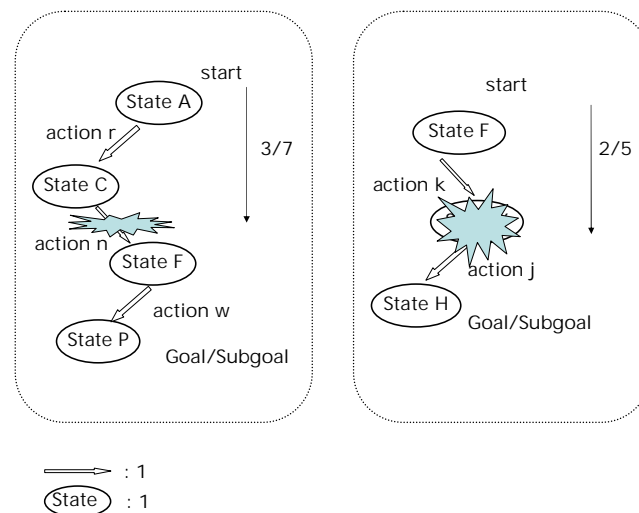 start
State A
action r
3/7
State C
action n
State F
action w
State P
Goal/Subgoal
start
State F
2/5
action k
action j
State H
Goal/Subgoal
: 1
State : 1